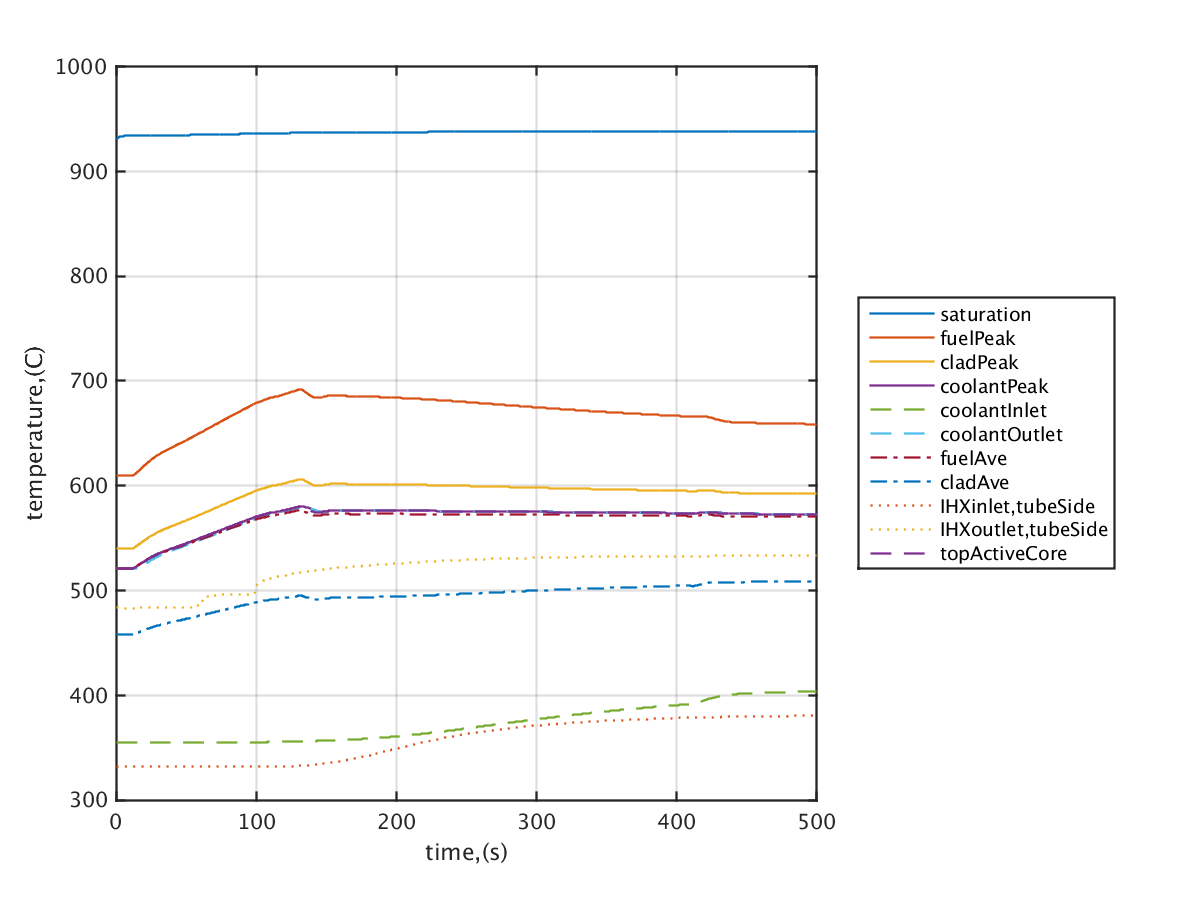 1000
900
800
700
600
500
400
300
temperature,(C)
0 100 200 300 400 500
time,(s)
saturation
fuelPeak
cladPeak
coolantPeak
coolantInlet
coolantOutlet
fuelAve
cladAve
IHXinlet,tubeSide
IHXoutlet,tubeSide
topActiveCore